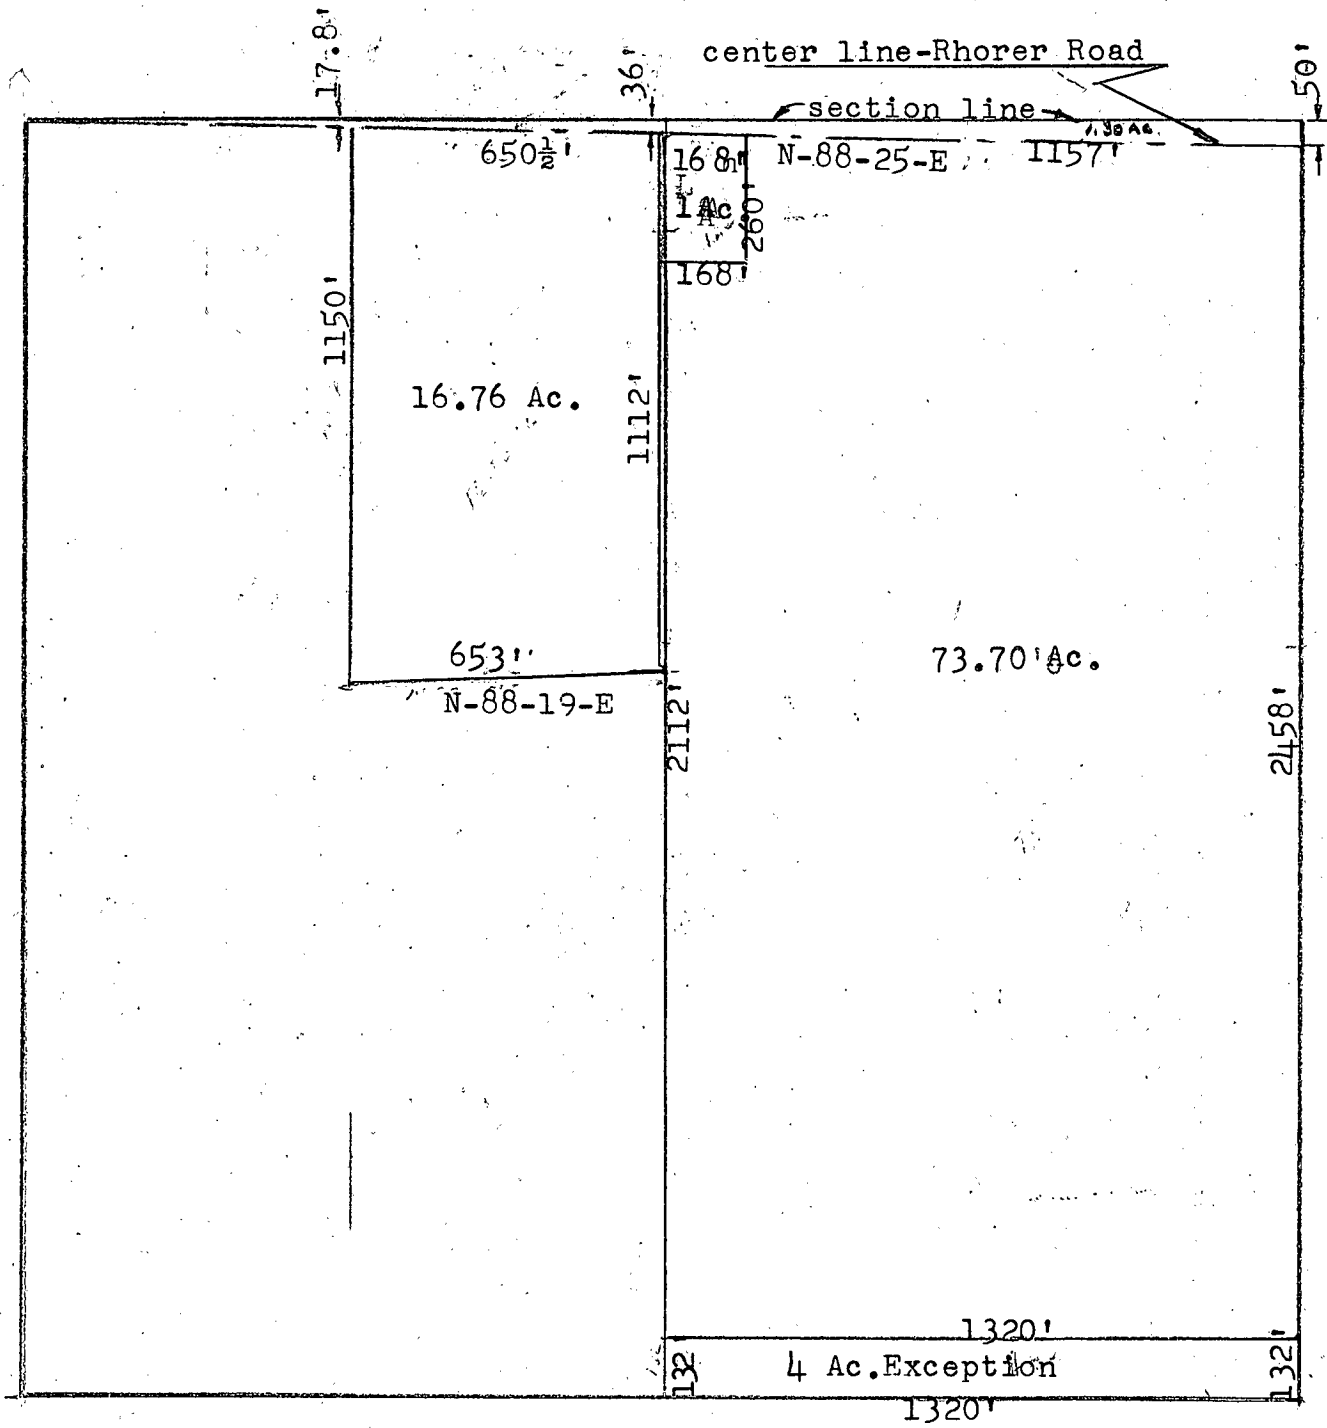 center line-Rhorer Road
17.8'
36'
50'
section line
1.30 Ac.
650½'
168'
N-88-25-E
1157'
1 Ac
260'
168'
1150'
16.76 Ac.
1112'
653'
N-88-19-E
73.70 Ac.
2112'
2458'
1320'
132
4 Ac.Exception
132'
1320'